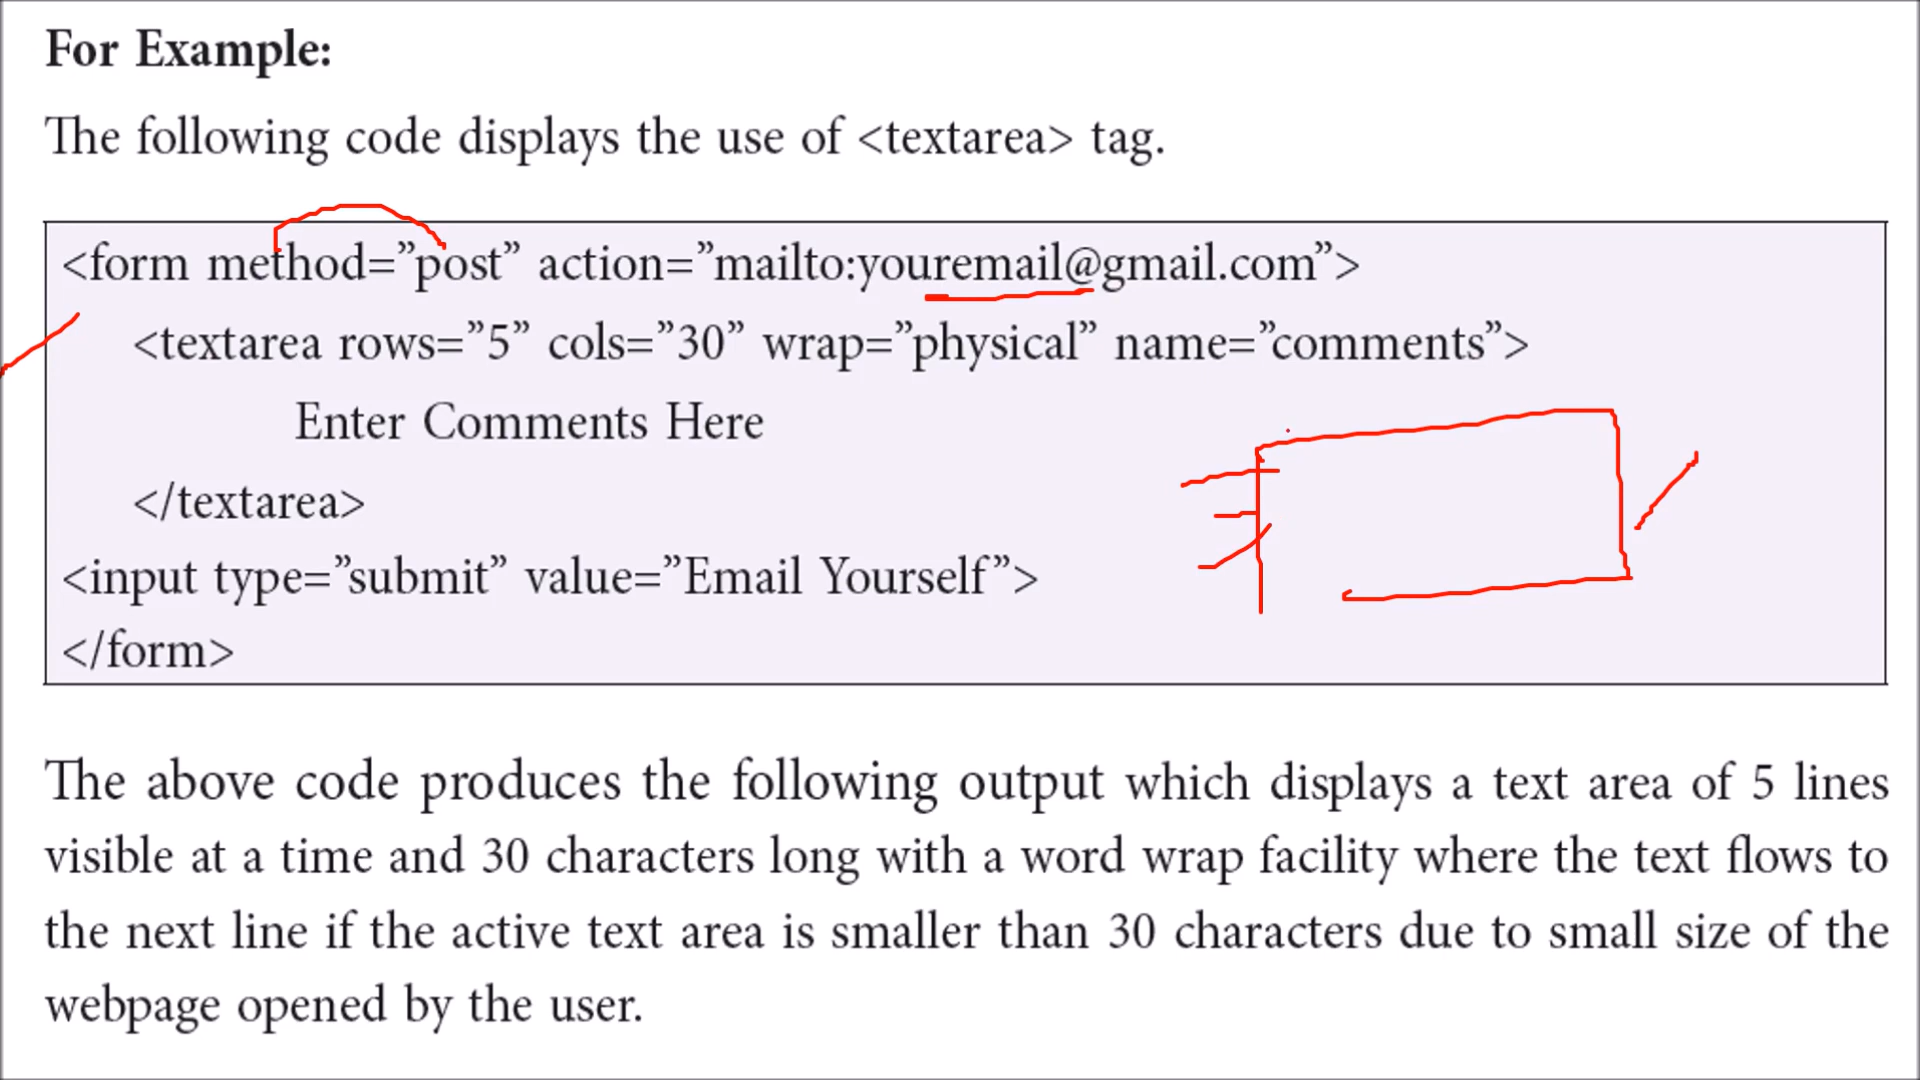 For Example:
The following code displays the use of <textarea> tag.
<form method=”post” action=”mailto:youremail@gmail.com”>
<textarea rows=”5” cols=”30” wrap=”physical” name=”comments”>
Enter Comments Here
</textarea>
<input type=”submit” value=”Email Yourself”>
</form>
The above code produces the following output which displays a text area of 5 lines
visible at a time and 30 characters long with a word wrap facility where the text flows to
the next line if the active text area is smaller than 30 characters due to small size of the
webpage opened by the user.